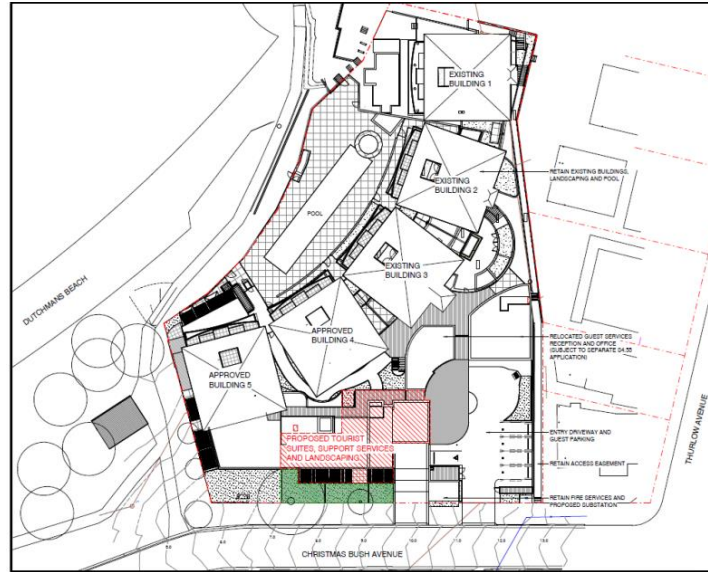 EXISTING
BUILDING 1
EXISTING
BUILDING 2
RETAIN EXISTING BUILDINGS,
LANDSCAPING AND POOL
POOL
EXISTING
BUILDING 3
DUTCHMANS BEACH
APPROVED
BUILDING 4
RELOCATED GUEST SERVICES
RECEPTION AND OFFICE
(SUBJECT TO SEPARATE S4.55
APPLICATION)
APPROVED
BUILDING 5
THURLOW AVENUE
PROPOSED TOURIST
SUITES, SUPPORT SERVICES
AND LANDSCAPING
ENTRY DRIVEWAY AND
GUEST PARKING
RETAIN ACCESS EASEMENT
RETAIN FIRE SERVICES AND
PROPOSED SUBSTATION
CHRISTMAS BUSH AVENUE